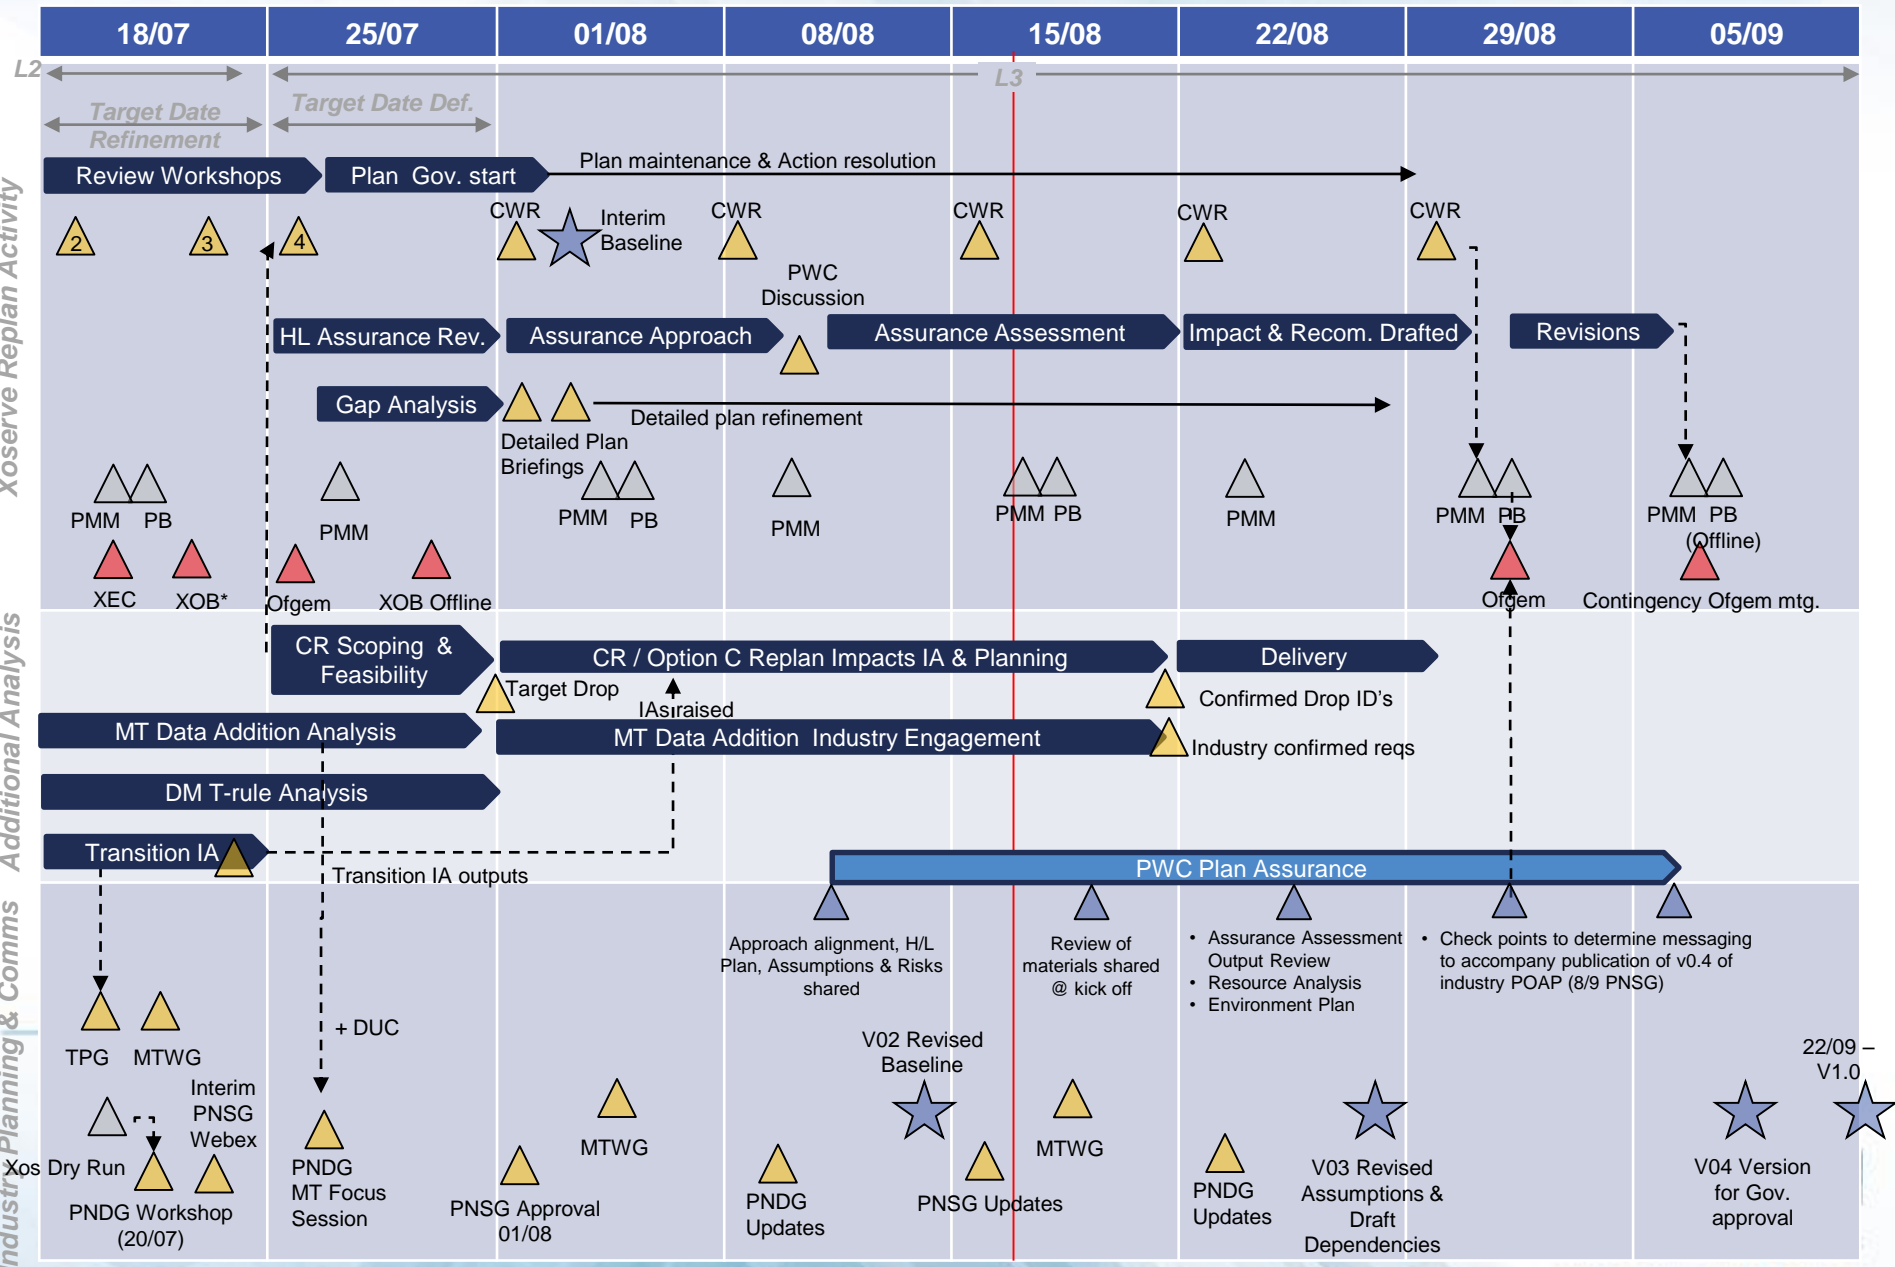 18/07
25/07
01/08
08/08
15/08
22/08
29/08
05/09
L2
L3
Target Date
Refinement
Target Date Def.
Xoserve Replan Activity
Review Workshops
Plan Gov. start
Plan maintenance & Action resolution
2
3
4
CWR
Interim
Baseline
CWR
CWR
CWR
CWR
PWC
Discussion
HL Assurance Rev.
Assurance Approach
Assurance Assessment
Impact & Recom. Drafted
Revisions
Gap Analysis
Detailed plan refinement
Detailed Plan
Briefings
PMM
PB
PMM
PMM
PB
PMM
PMM
PB
PMM
PMM
PB
PMM
PB
(Offline)
XEC
XOB*
Ofgem
XOB Offline
Ofgem
Contingency Ofgem mtg.
Additional Analysis
CR Scoping &
Feasibility
CR / Option C Replan Impacts IA & Planning
Delivery
Target Drop
IAs raised
Confirmed Drop ID's
MT Data Addition Analysis
MT Data Addition Industry Engagement
Industry confirmed reqs
DM T-rule Analysis
Transition IA
Transition IA outputs
PWC Plan Assurance
Industry Planning & Comms
Approach alignment, H/L
Plan, Assumptions & Risks
shared
Review of
materials shared
@ kick off
• Assurance Assessment
Output Review
• Resource Analysis
• Environment Plan
• Check points to determine messaging
to accompany publication of v0.4 of
industry POAP (8/9 PNSG)
TPG
MTWG
+ DUC
V02 Revised
Baseline
22/09 –
V1.0
Interim
PNSG
Webex
Xos Dry Run
PNDG Workshop
(20/07)
PNDG
MT Focus
Session
PNSG Approval
01/08
MTWG
PNDG
Updates
PNSG Updates
MTWG
PNDG
Updates
V03 Revised
Assumptions &
Draft
Dependencies
V04 Version
for Gov.
approval